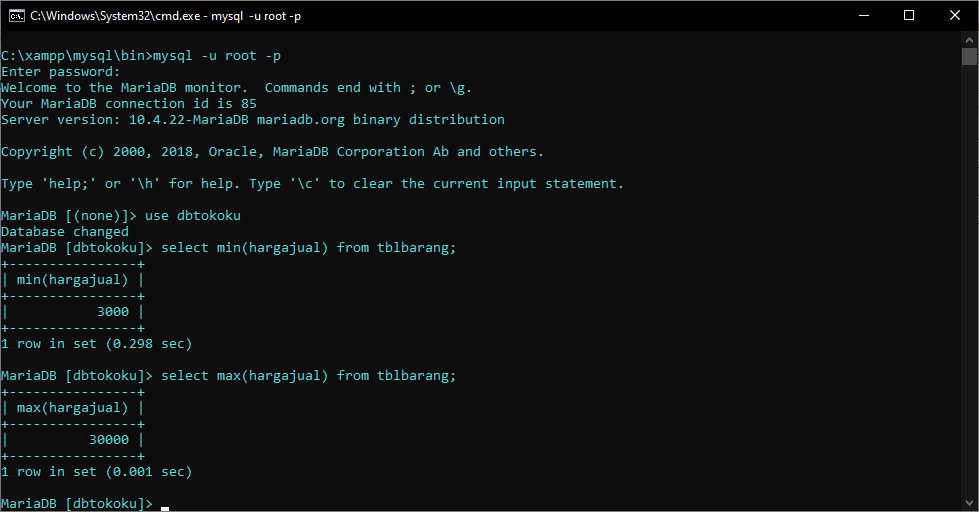 C:\Windows\System32\cmd.exe - mysql  -u root -p
C:\xampp\mysql\bin>mysql -u root -p
Enter password:
Welcome to the MariaDB monitor.  Commands end with ; or \g.
Your MariaDB connection id is 85
Server version: 10.4.22-MariaDB mariadb.org binary distribution
Copyright (c) 2000, 2018, Oracle, MariaDB Corporation Ab and others.
Type 'help;' or '\h' for help. Type '\c' to clear the current input statement.
MariaDB [(none)]> use dbtokoku
Database changed
MariaDB [dbtokoku]> select min(hargajual) from tblbarang;
+----------------+
| min(hargajual) |
+----------------+
|           3000 |
+----------------+
1 row in set (0.298 sec)
MariaDB [dbtokoku]> select max(hargajual) from tblbarang;
+----------------+
| max(hargajual) |
+----------------+
|          30000 |
+----------------+
1 row in set (0.001 sec)
MariaDB [dbtokoku]>